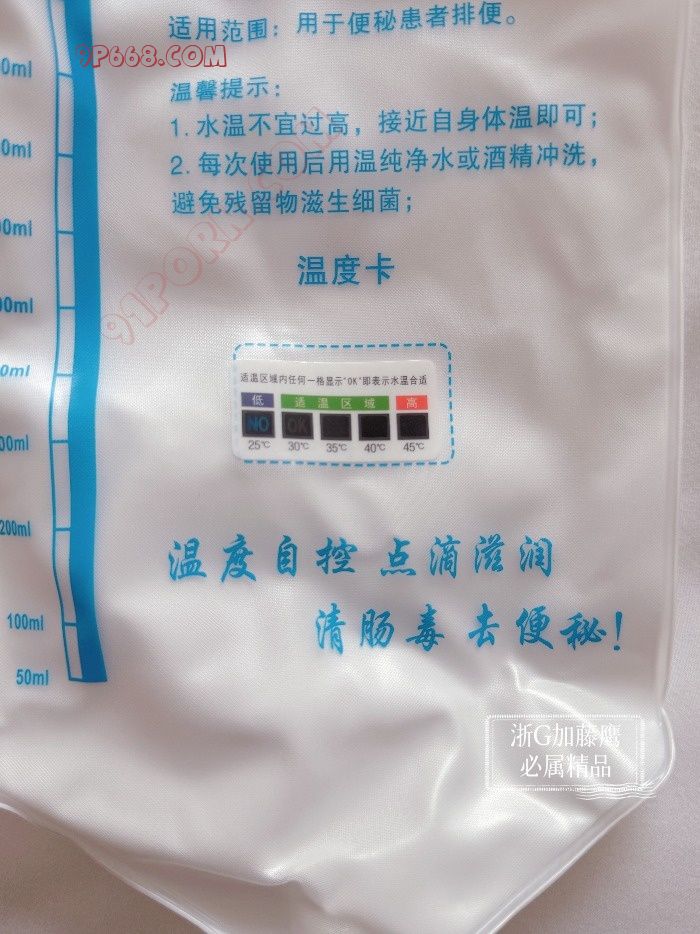 适用范围：用于便秘患者排便。
9P668.COM
温馨提示：
1. 水温不宜过高，接近自身体温即可；
2. 每次使用后用温纯净水或酒精冲洗，
避免残留物滋生细菌；
91PORN.COM
温度卡
适温区域内任何一格显示"OK"即表示水温合适
低 适温区域 高
NO OK
25℃ 30℃ 35℃ 40℃ 45℃
温度自控 点滴滋润
清肠毒 去便秘！
200ml
100ml
50ml
浙G加藤鹰
必属精品